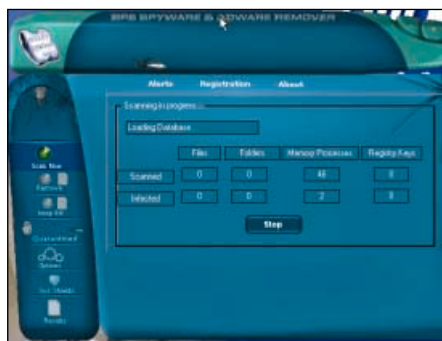 BPS SPYWARE & ADWARE REMOVER
Alerts Registration About
Scanning in progress...
Loading Database
Files Folders Memory Processes Registry Keys
Scanned 0 0 48 0
Infected 0 0 2 0
Stop
Scan Now
Quarantined